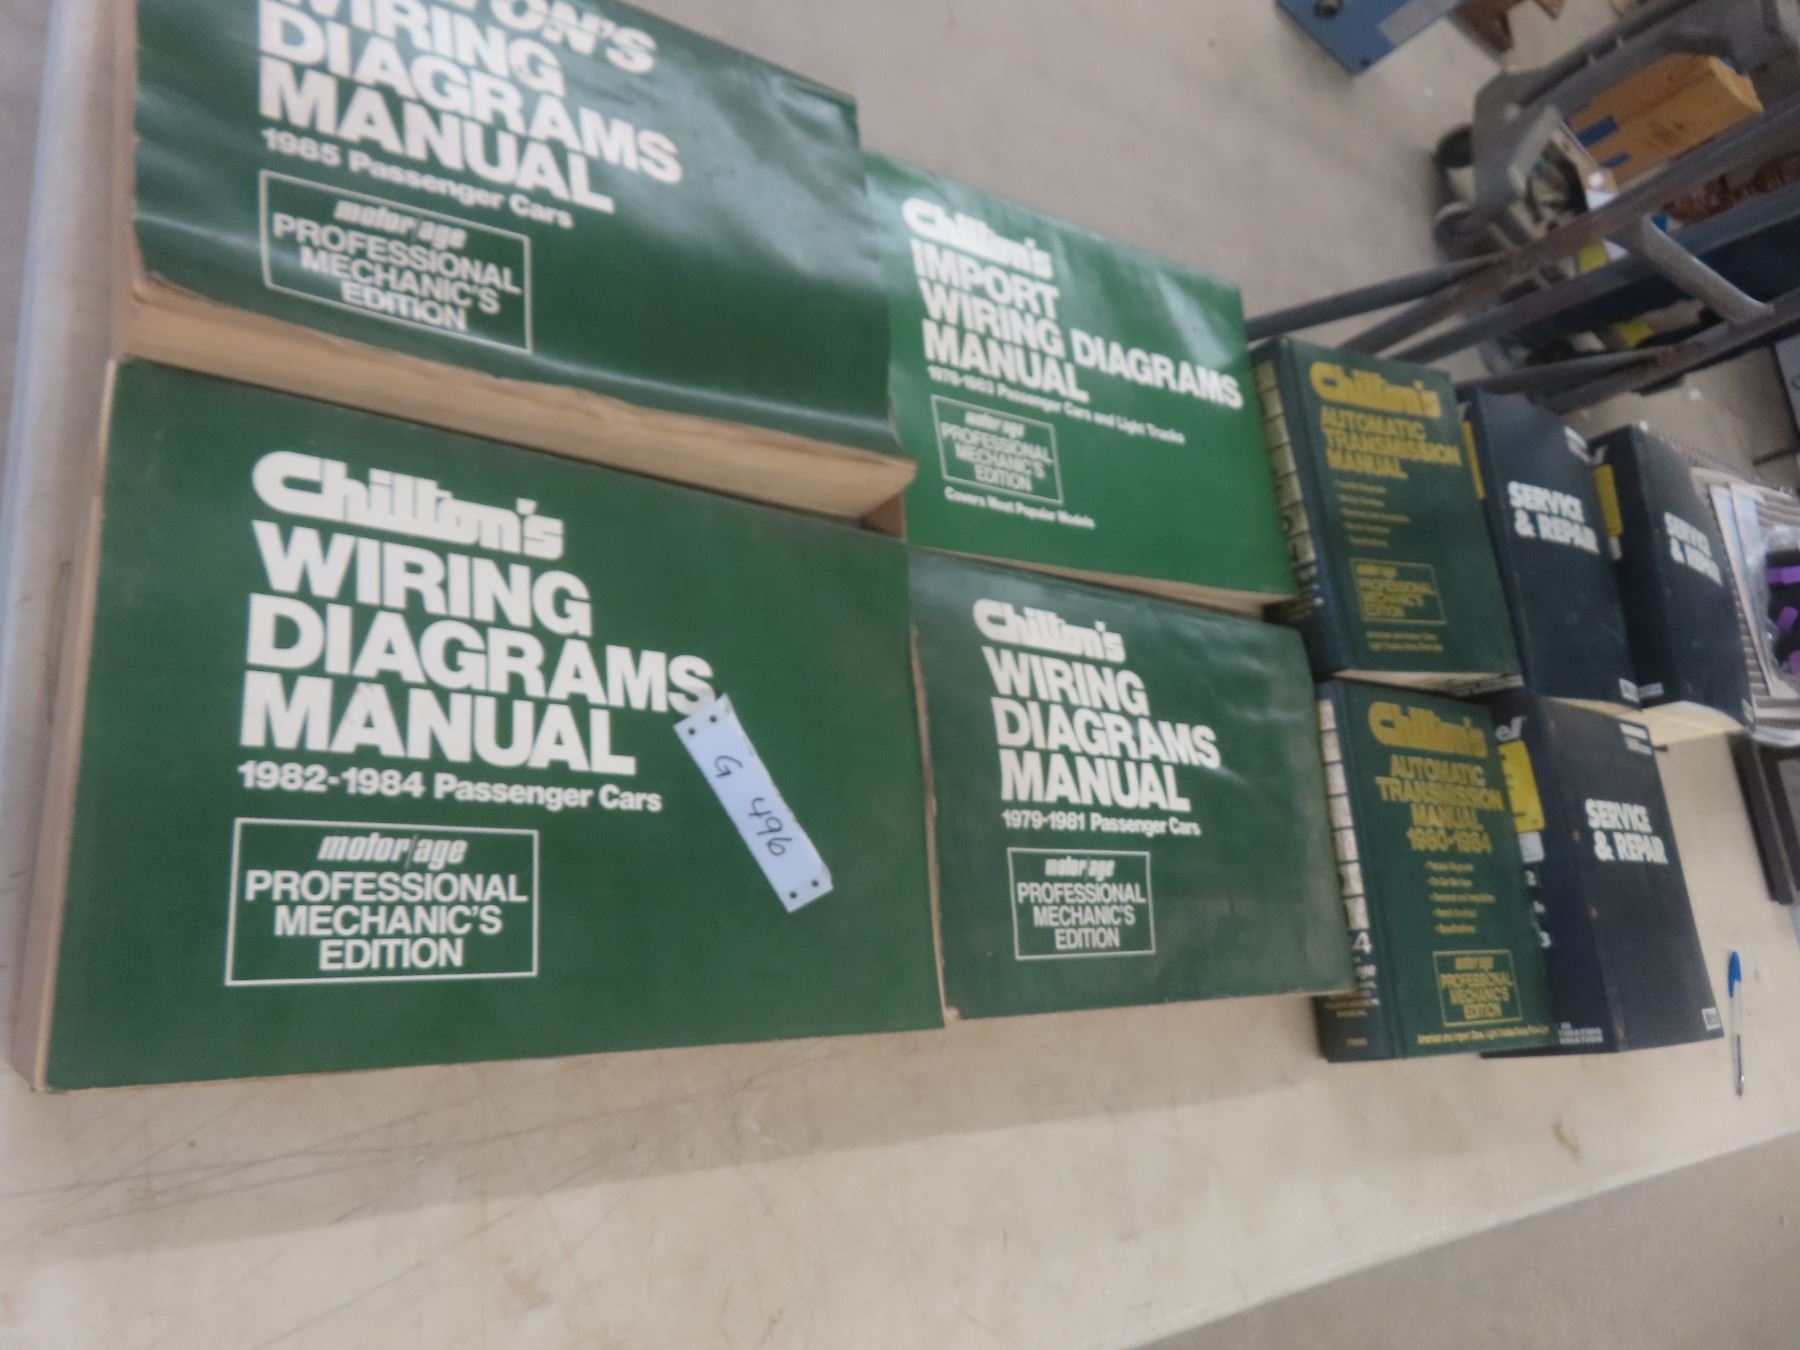 WIRING
DIAGRAMS
MANUAL
1985 Passenger Cars
motor/age
PROFESSIONAL
MECHANIC'S
EDITION
Chilton's
IMPORT
WIRING DIAGRAMS
MANUAL
Passenger Cars and Light Trucks
motor/age
PROFESSIONAL
MECHANIC'S
EDITION
Covers Most Popular Models
Chilton's
WIRING
DIAGRAMS
MANUAL
1982-1984 Passenger Cars
motor/age
PROFESSIONAL
MECHANIC'S
EDITION
G 496
Chilton's
WIRING
DIAGRAMS
MANUAL
1979-1981 Passenger Cars
motor/age
PROFESSIONAL
MECHANIC'S
EDITION
Chilton's
AUTOMATIC
TRANSMISSION
MANUAL
motor/age
PROFESSIONAL
MECHANIC'S
EDITION
Chilton's
AUTOMATIC
TRANSMISSION
MANUAL
1980-1984
motor/age
PROFESSIONAL
MECHANIC'S
EDITION
SERVICE
& REPAIR
SERVICE
& REPAIR
SERVICE
& REPAIR